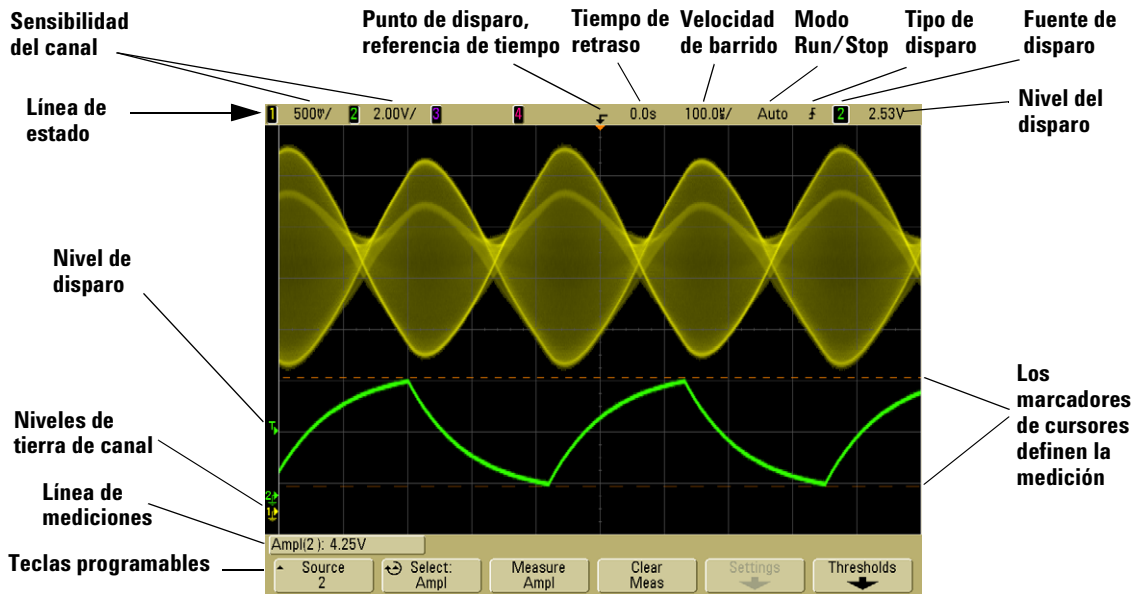 Sensibilidad
del canal
Punto de disparo,
referencia de tiempo
Tiempo de
retraso
Velocidad
de barrido
Modo
Run/Stop
Tipo de
disparo
Fuente de
disparo
Línea de
estado
Nivel del
disparo
1 500mV/ 2 2.00V/ 3 4 0.0s 100.0us/ Auto 2 2.53V
Nivel de
disparo
T
Los
marcadores
de cursores
definen la
medición
Niveles de
tierra de canal
2
1
Línea de
mediciones
Ampl(2): 4.25V
Teclas programables
Source
2
Select:
Ampl
Measure
Ampl
Clear
Meas
Settings
Thresholds